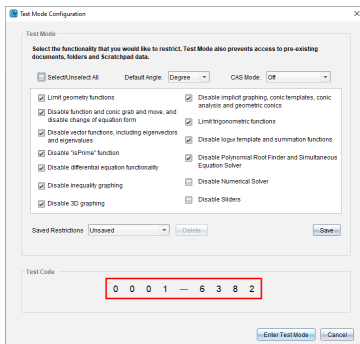 Test Mode Configuration
Test Mode
Select the functionality that you would like to restrict. Test Mode also prevents access to pre-existing
documents, folders and Scratchpad data.
Select/Unselect All Default Angle: Degree CAS Mode: Off
Limit geometry functions
Disable function and conic grab and move, and
disable change of equation form
Disable vector functions, including eigenvectors
and eigenvalues
Disable "isPrime" function
Disable differential equation functionality
Disable inequality graphing
Disable 3D graphing
Disable implicit graphing, conic templates, conic
analysis and geometric conics
Limit trigonometric functions
Disable logbx template and summation functions
Disable Polynomial Root Finder and Simultaneous
Equation Solver
Disable Numerical Solver
Disable Sliders
Saved Restrictions Unsaved Delete Save
Test Code
0 0 0 1 — 6 3 8 2
Enter Test Mode Cancel